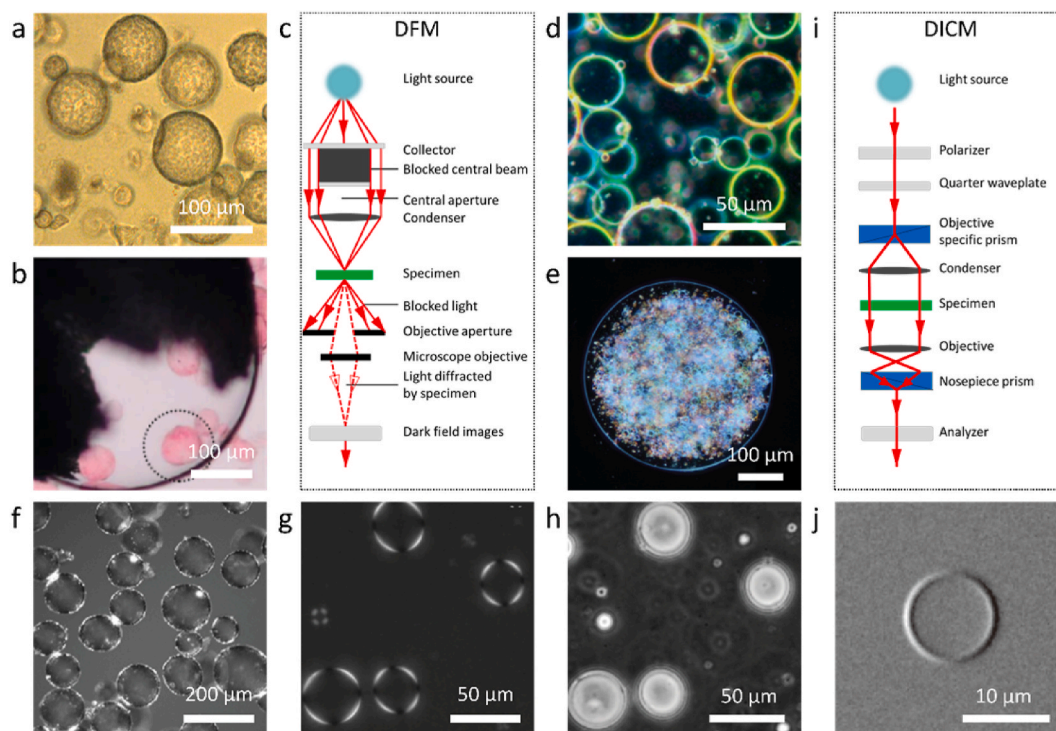 a
100 μm
b
100 μm
c
DFM
Light source
Collector
Blocked central beam
Central aperture
Condenser
Specimen
Blocked light
Objective aperture
Microscope objective
Light diffracted
by specimen
Dark field images
d
50 μm
e
100 μm
i
DICM
Light source
Polarizer
Quarter waveplate
Objective
specific prism
Condenser
Specimen
Objective
Nosepiece prism
Analyzer
f
200 μm
g
50 μm
h
50 μm
j
10 μm